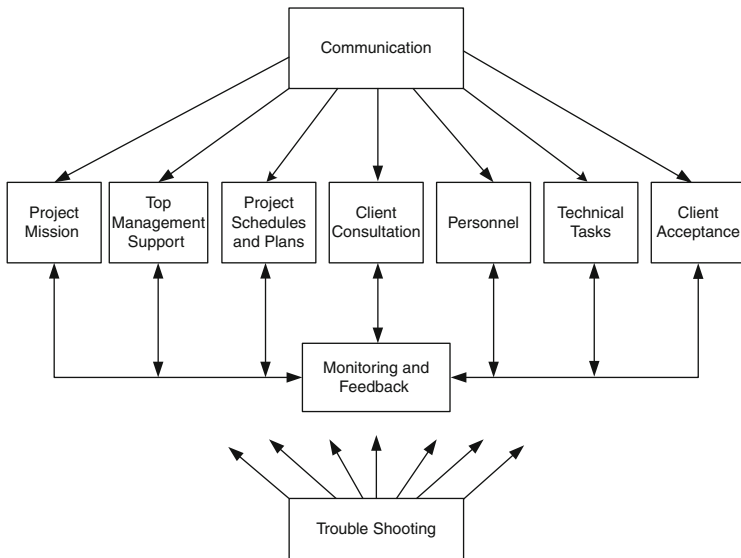 Communication
Project
Mission
Top
Management
Support
Project
Schedules
and Plans
Client
Consultation
Personnel
Technical
Tasks
Client
Acceptance
Monitoring and
Feedback
Trouble Shooting